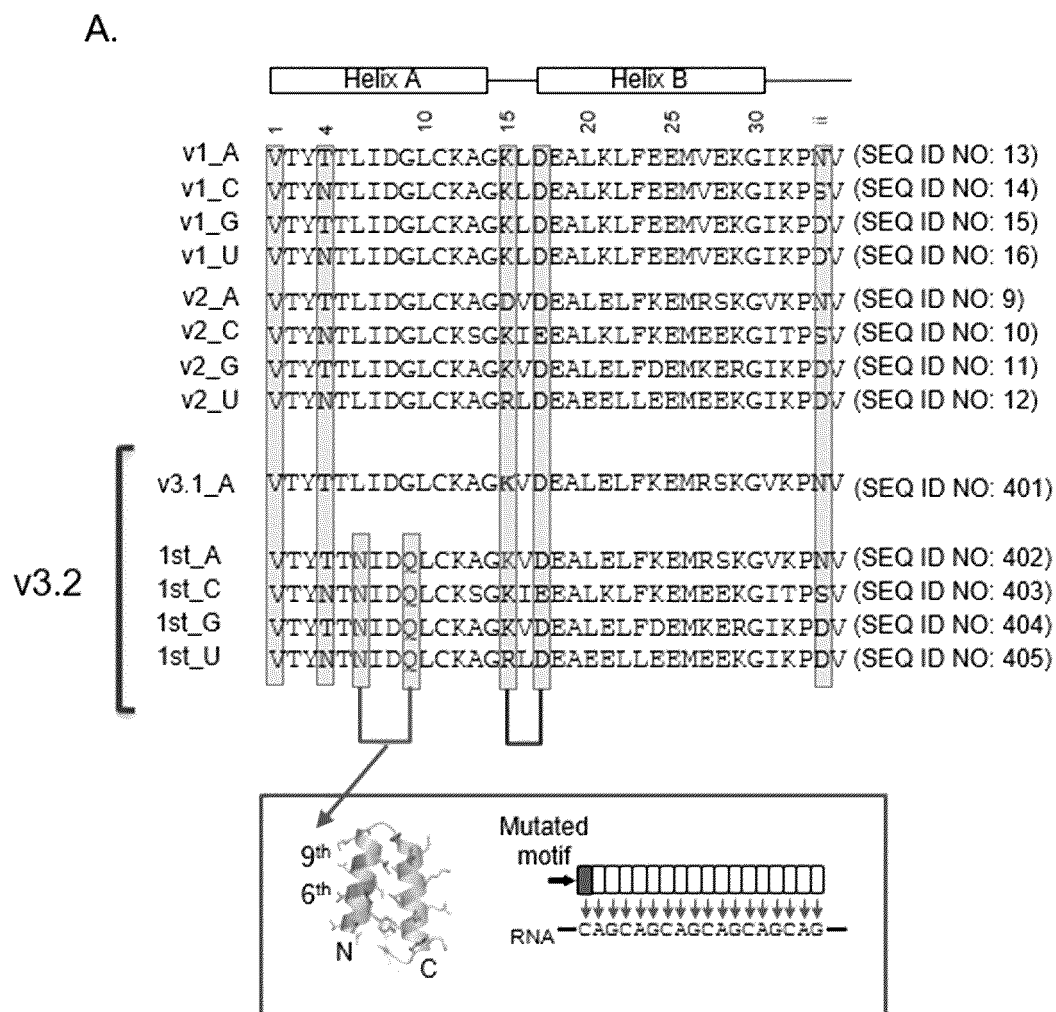 A.
Helix A Helix B
1 4 10 15 20 25 30 ii
v1_A VTYTTLIDGLCKAGKLDEALKLFEEMVEKGIKPNV (SEQ ID NO: 13)
v1_C VTYNTLIDGLCKAGKLDEALKLFEEMVEKGIKPSV (SEQ ID NO: 14)
v1_G VTYTTLIDGLCKAGKLDEALKLFEEMVEKGIKPDV (SEQ ID NO: 15)
v1_U VTYNTLIDGLCKAGKLDEALKLFEEMVEKGIKPDV (SEQ ID NO: 16)
v2_A VTYTTLIDGLCKAGDVDEALELFKEMRSKGVKPNV (SEQ ID NO: 9)
v2_C VTYNTLIDGLCKSGKIEEALKLFKEMEEKGITPSV (SEQ ID NO: 10)
v2_G VTYTTLIDGLCKAGKVDEALELFDEMKERGIKPDV (SEQ ID NO: 11)
v2_U VTYNTLIDGLCKAGRLDEAEELLEEMEEKGIKPDV (SEQ ID NO: 12)
v3.1_A VTYTTLIDGLCKAGKVDEALELFKEMRSKGVKPNV (SEQ ID NO: 401)
v3.2
1st_A VTYTTNIDQLCKAGKVDEALELFKEMRSKGVKPNV (SEQ ID NO: 402)
1st_C VTYNTNIDQLCKSGKIEEALKLFKEMEEKGITPSV (SEQ ID NO: 403)
1st_G VTYTTNIDQLCKAGKVDEALELFDEMKERGIKPDV (SEQ ID NO: 404)
1st_U VTYNTNIDQLCKAGRLDEAEELLEEMEEKGIKPDV (SEQ ID NO: 405)
9th
6th
N
C
Mutated
motif
RNA CAGCAGCAGCAGCAGCAG